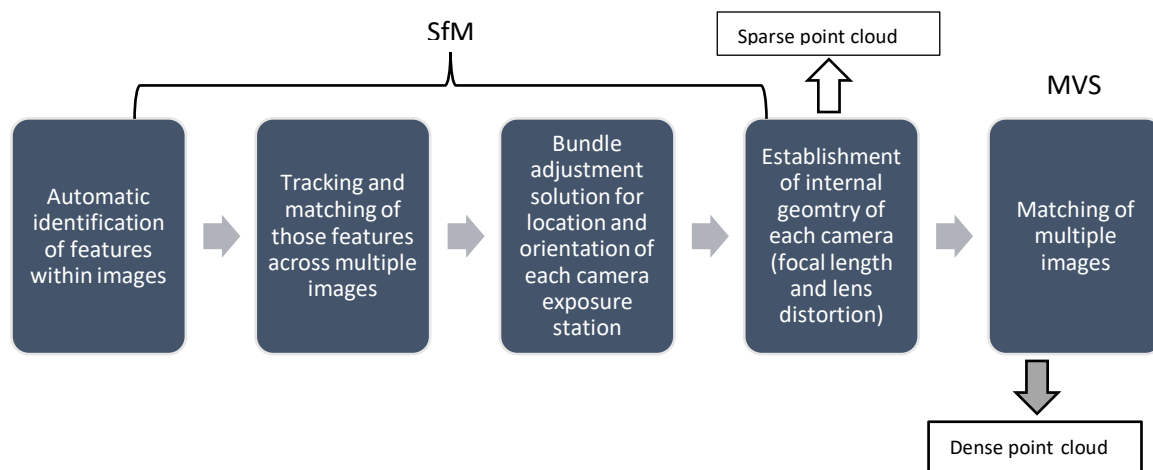 SfM
Sparse point cloud
MVS
Automatic
identification
of features
within images
Tracking and
matching of
those features
across multiple
images
Bundle
adjustment
solution for
location and
orientation of
each camera
exposure
station
Establishment
of internal
geomtry of
each camera
(focal length
and lens
distortion)
Matching of
multiple
images
Dense point cloud